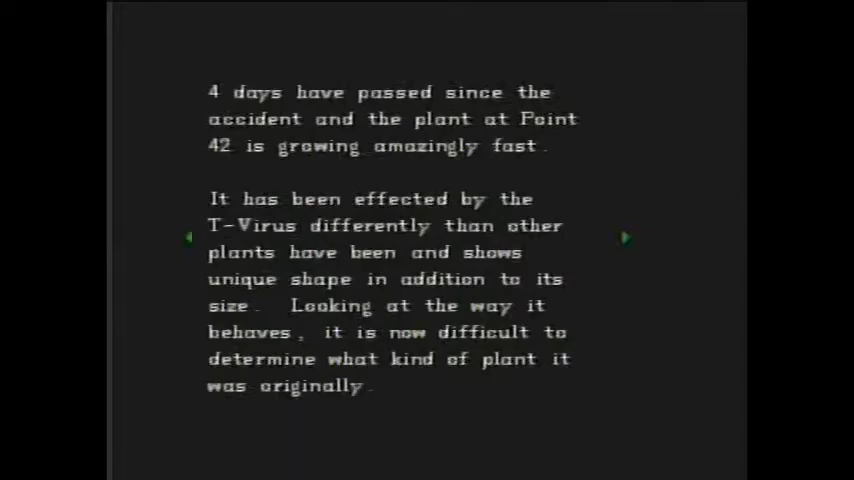 4 days have passed since the
accident and the plant at Point
42 is growing amazingly fast.
It has been effected by the
T-Virus differently than other
plants have been and shows
unique shape in addition to its
size. Looking at the way it
behaves, it is now difficult to
determine what kind of plant it
was originally.